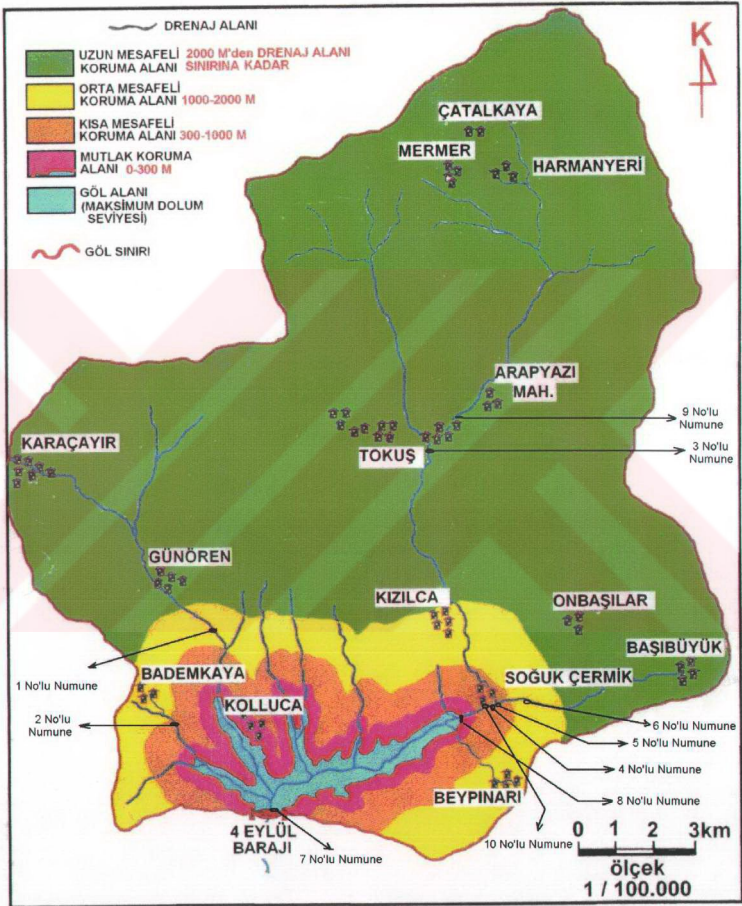 DRENAJ ALANI
UZUN MESAFELİ 2000 M'den DRENAJ ALANI
KORUMA ALANI SINIRINA KADAR
ORTA MESAFELİ
KORUMA ALANI 1000-2000 M
KISA MESAFELİ
KORUMA ALANI 300-1000 M
MUTLAK KORUMA
ALANI 0-300 M
GÖL ALANI
(MAKSİMUM DOLUM
SEVİYESİ)
GÖL SINIRI
K
ÇATALKAYA
MERMER
HARMANYERİ
ARAPYAZI
MAH.
9 No'lu
Numune
KARAÇAYIR
TOKUŞ
3 No'lu
Numune
GÜNÖREN
KIZILCA
ONBAŞILAR
BAŞIBÜYÜK
SOĞUK ÇERMİK
1 No'lu Numune
BADEMKAYA
KOLLUCA
2 No'lu
Numune
6 No'lu Numune
5 No'lu Numune
4 No'lu Numune
BEYPINARI
8 No'lu Numune
4 EYLÜL
BARAJI
7 No'lu Numune
10 No'lu Numune
0 1 2 3km
ölçek
1 / 100.000